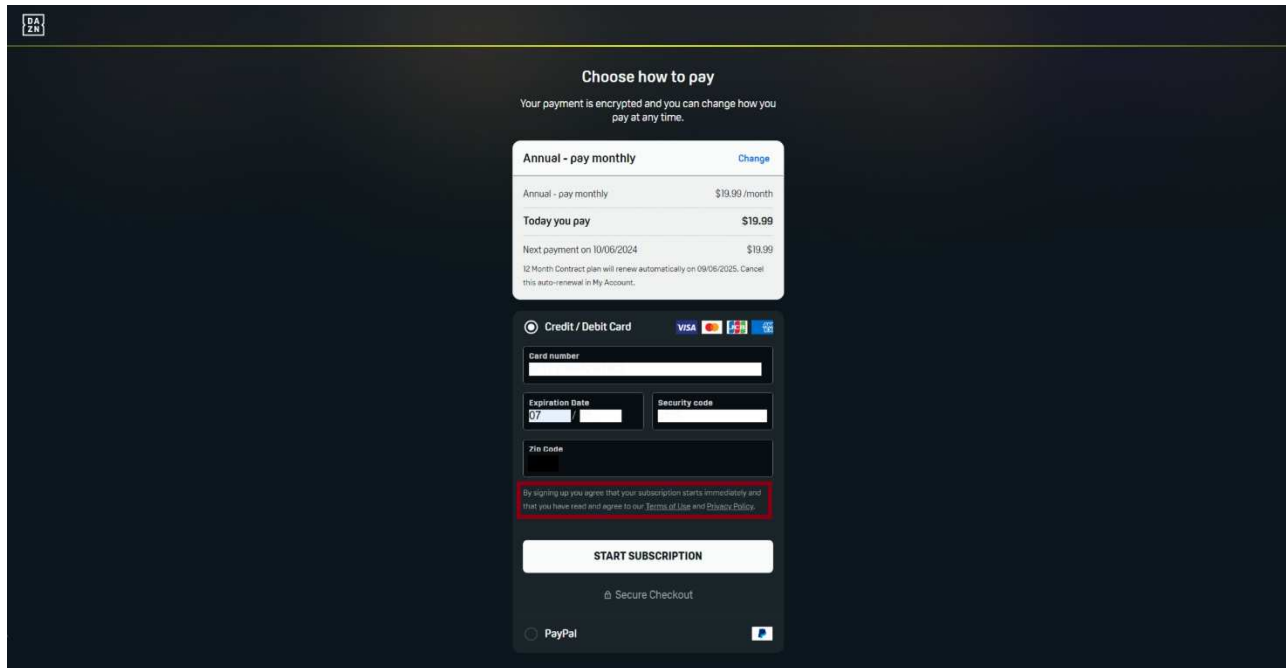 DA
ZN
Choose how to pay
Your payment is encrypted and you can change how you
pay at any time.
Annual - pay monthly Change
Annual - pay monthly $19.99 /month
Today you pay $19.99
Next payment on 10/06/2024 $19.99
12 Month Contract plan will renew automatically on 09/06/2025. Cancel
this auto-renewal in My Account.
Credit / Debit Card VISA
Card number
Expiration Date Security code
07 /
Zip Code
By signing up you agree that your subscription starts immediately and
that you have read and agree to our Terms of Use and Privacy Policy.
START SUBSCRIPTION
Secure Checkout
PayPal